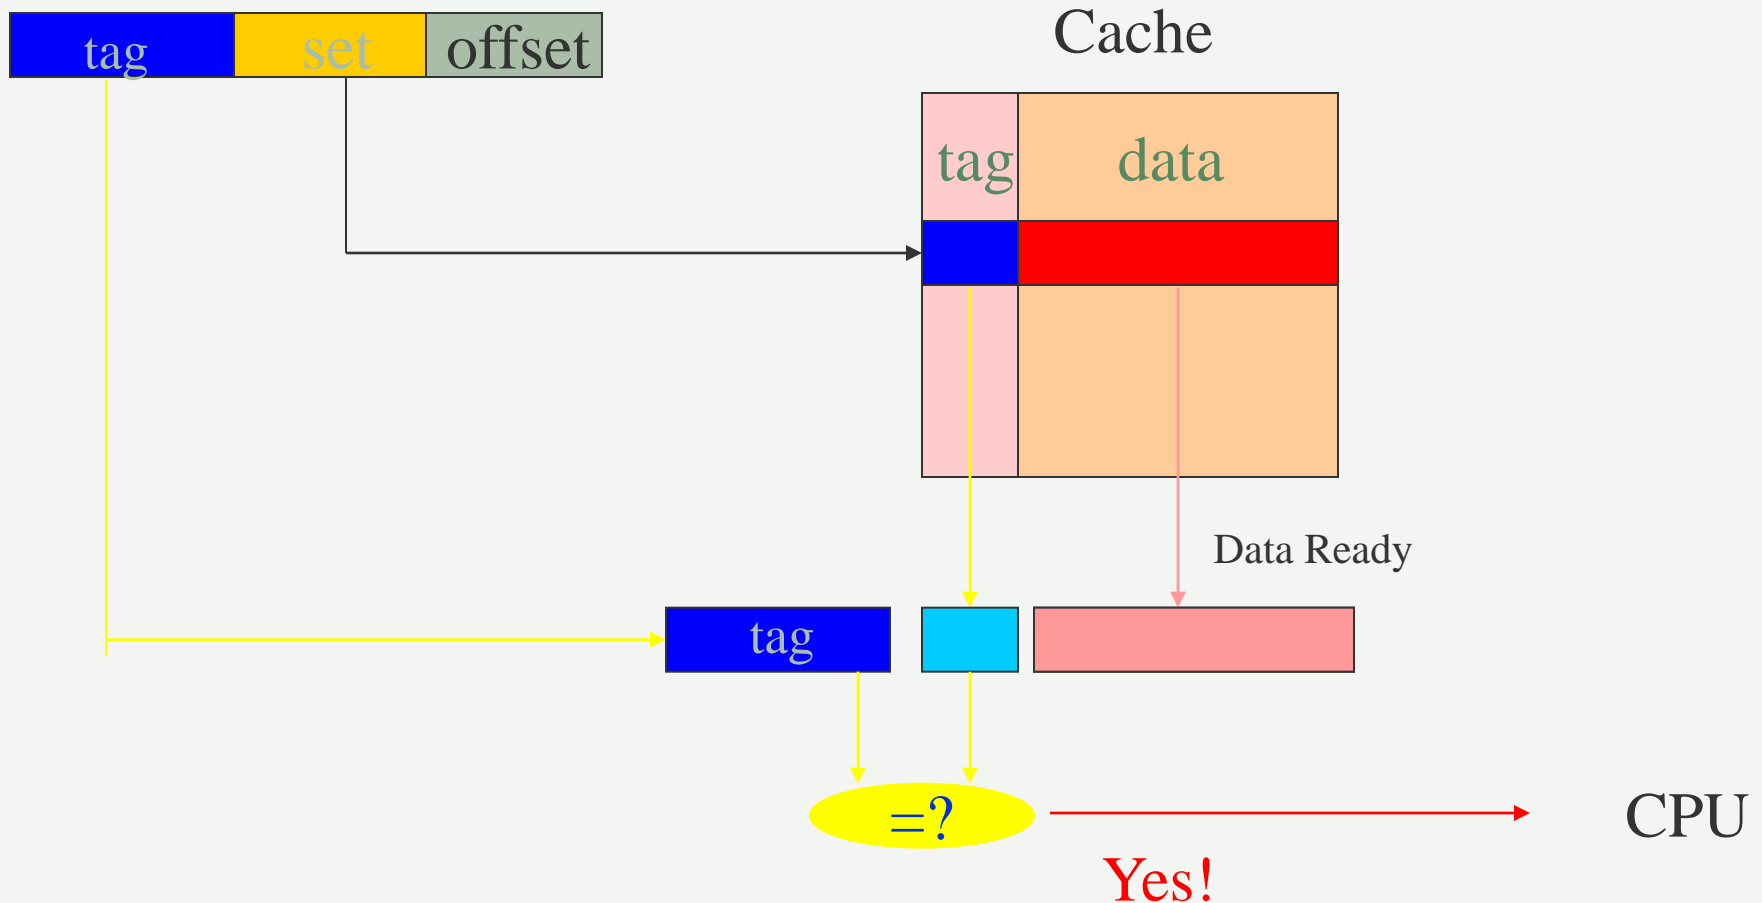 tag set offset
Cache
tag data
Data Ready
tag
=?
CPU
Yes!